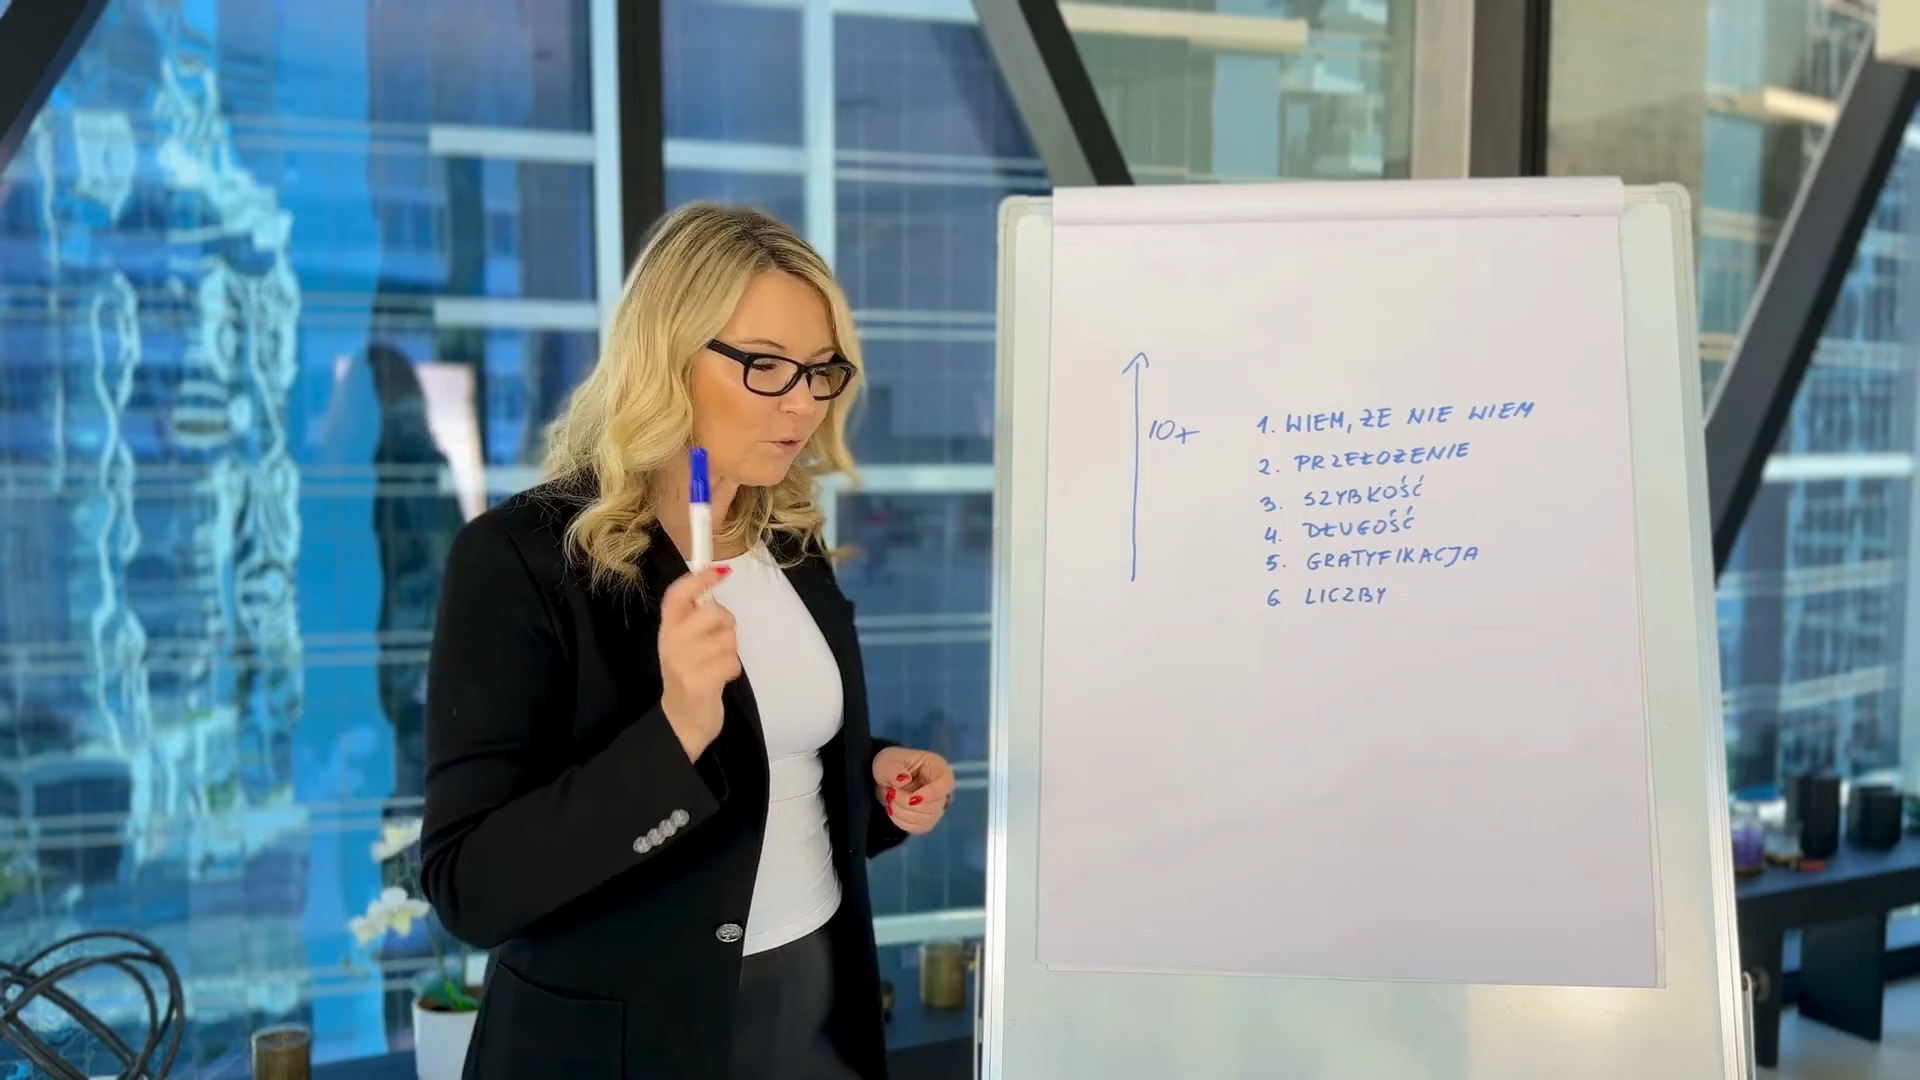 10+
1. WIEM, ŻE NIE WIEM
2. PRZEŁOŻENIE
3. SZYBKOŚĆ
4. DŁUGOŚĆ
5. GRATYFIKACJA
6 LICZBY